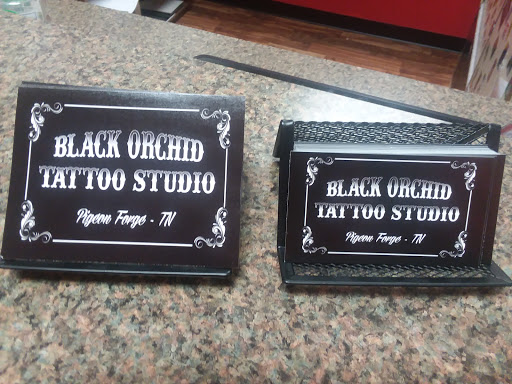 BLACK ORCHID
TATTOO STUDIO
Pigeon Forge - TN
BLACK ORCHID
TATTOO STUDIO
Pigeon Forge - TN